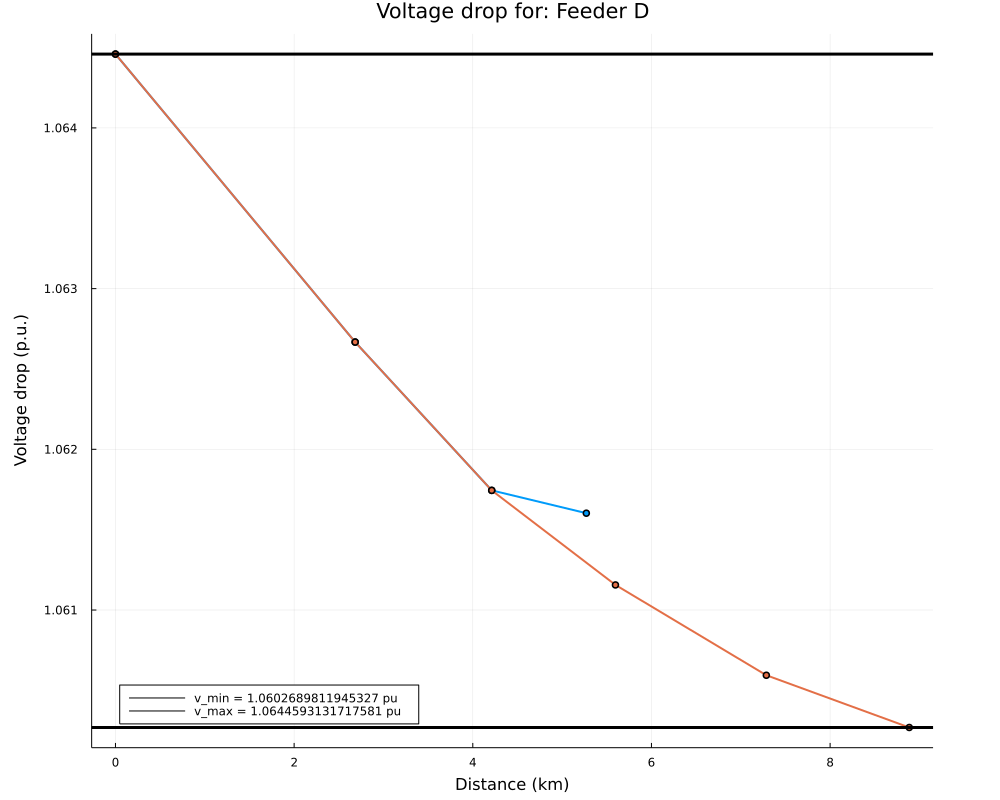 Voltage drop for: Feeder D
Voltage drop (p.u.)
1.064
1.063
1.062
1.061
v_min = 1.0602689811945327 pu
v_max = 1.0644593131717581 pu
0 2 4 6 8
Distance (km)